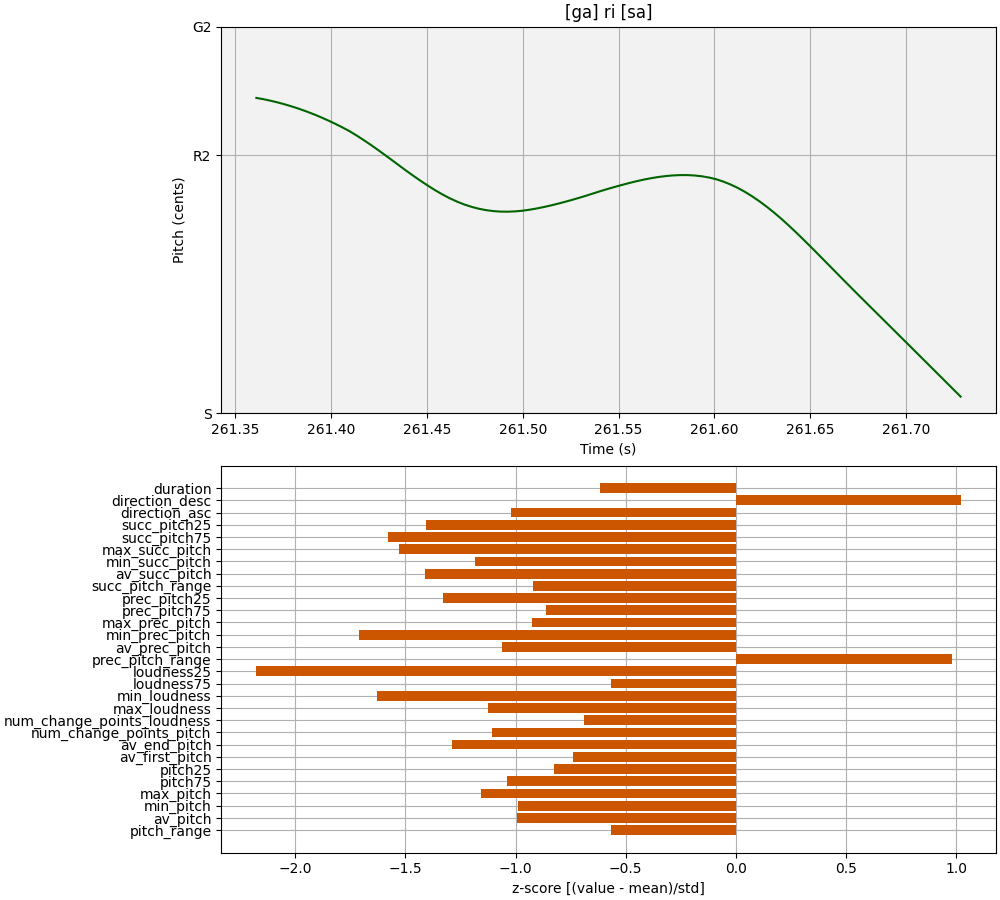 [ga] ri [sa]
G2
R2
S
Pitch (cents)
261.35 261.40 261.45 261.50 261.55 261.60 261.65 261.70
Time (s)
duration
direction_desc
direction_asc
succ_pitch25
succ_pitch75
max_succ_pitch
min_succ_pitch
av_succ_pitch
succ_pitch_range
prec_pitch25
prec_pitch75
max_prec_pitch
min_prec_pitch
av_prec_pitch
prec_pitch_range
loudness25
loudness75
min_loudness
max_loudness
num_change_points_loudness
num_change_points_pitch
av_end_pitch
av_first_pitch
pitch25
pitch75
max_pitch
min_pitch
av_pitch
pitch_range
−2.0 −1.5 −1.0 −0.5 0.0 0.5 1.0
z-score [(value - mean)/std]